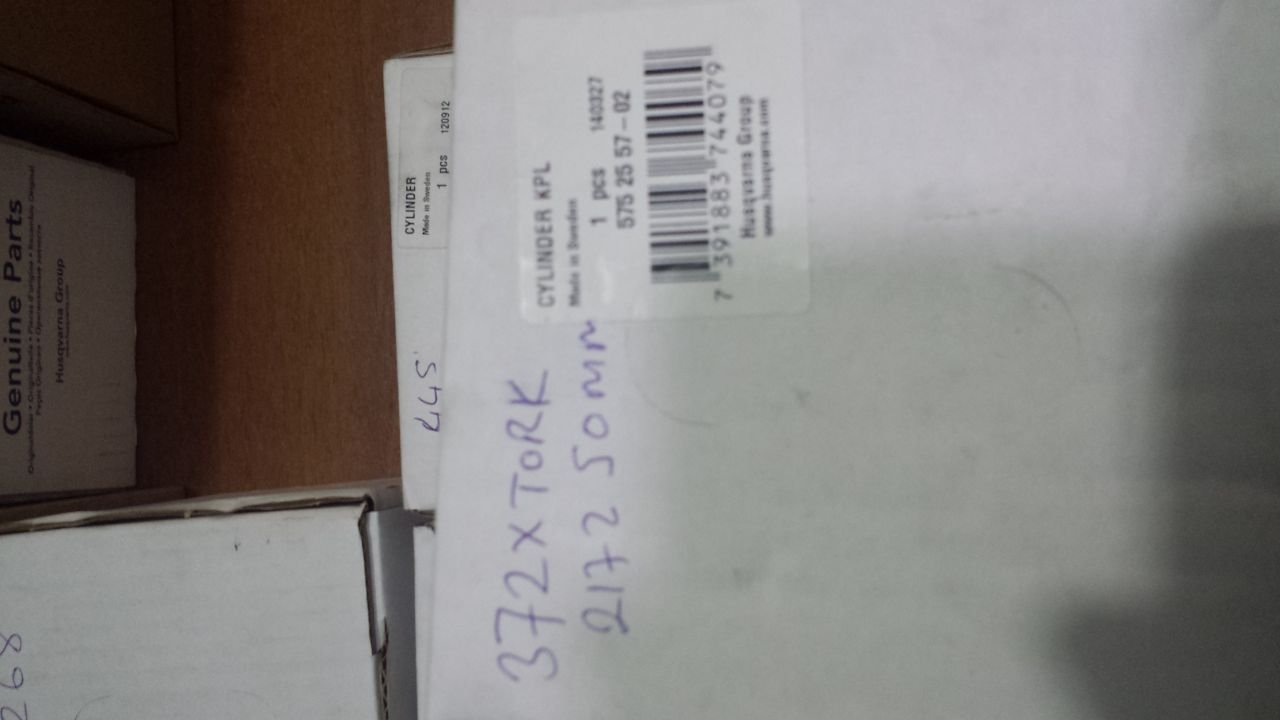 CYLINDER KPL
Made in Sweden
1 pcs 140327
575 25 57-02
7 391883 744079
Husqvarna Group
www.husqvarna.com
372XTORK
2172 50mm
CYLINDER
Made in Sweden
1 pcs 120912
445
Genuine Parts
Husqvarna Group
268